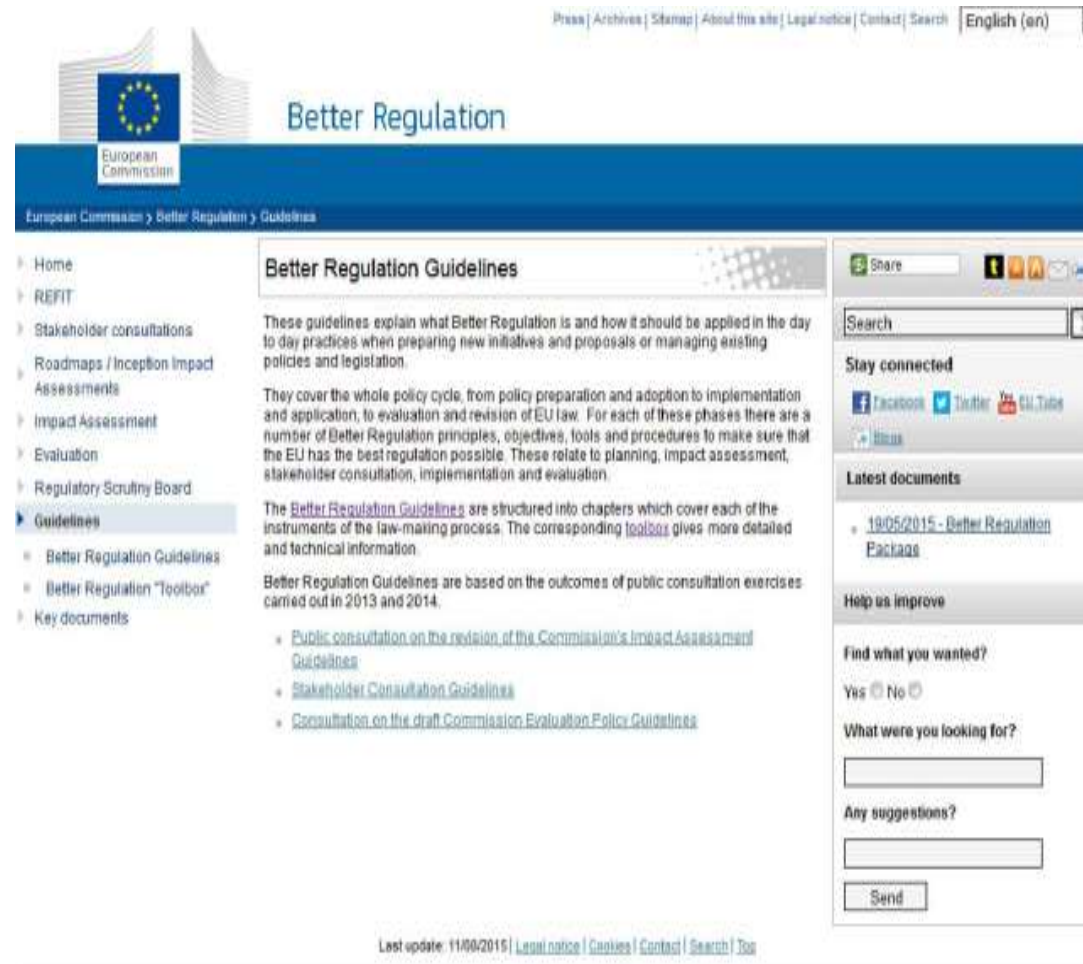 Press | Archives | Sitemap | About this site | Legal notice | Contact | Search
English (en)
European
Commission
Better Regulation
European Commission > Better Regulation > Guidelines
Home
REFIT
Stakeholder consultations
Roadmaps / Inception Impact
Assessments
Impact Assessment
Evaluation
Regulatory Scrutiny Board
Guidelines
Better Regulation Guidelines
Better Regulation "Toolbox"
Key documents
Better Regulation Guidelines
These guidelines explain what Better Regulation is and how it should be applied in the day
to day practices when preparing new initiatives and proposals or managing existing
policies and legislation.
They cover the whole policy cycle, from policy preparation and adoption to implementation
and application, to evaluation and revision of EU law. For each of these phases there are a
number of Better Regulation principles, objectives, tools and procedures to make sure that
the EU has the best regulation possible. These relate to planning, impact assessment,
stakeholder consultation, implementation and evaluation.
The Better Regulation Guidelines are structured into chapters which cover each of the
instruments of the law-making process. The corresponding toolbox gives more detailed
and technical information.
Better Regulation Guidelines are based on the outcomes of public consultation exercises
carried out in 2013 and 2014.
Public consultation on the revision of the Commission's Impact Assessment
Guidelines
Stakeholder Consultation Guidelines
Consultation on the draft Commission Evaluation Policy Guidelines
Share
Search
Stay connected
Facebook Twitter EU Tube
Blogs
Latest documents
19/05/2015 - Better Regulation
Package
Help us improve
Find what you wanted?
Yes No
What were you looking for?
Any suggestions?
Send
Last update: 11/08/2015 | Legal notice | Cookies | Contact | Search | Top